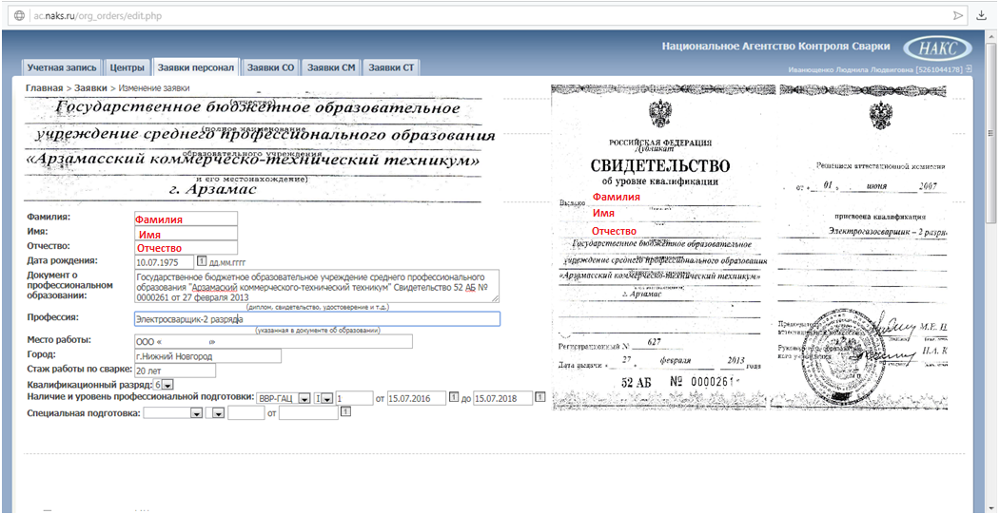 ac.naks.ru/org_orders/edit.php
Национальное Агентство Контроля Сварки
НАКС
Иванющенко Людмила Людвиговна [5261044178]
Учетная запись Центры Заявки персонал Заявки СО Заявки СМ Заявки СТ
Главная > Заявки > Изменение заявки
(отчество)
Государственное бюджетное образовательное
(полное наименование
учреждение среднего профессионального образования
образовательного учреждения
«Арзамасский коммерческо-технический техникум»
и его местонахождение)
г. Арзамас
Фамилия: Фамилия
Имя: Имя
Отчество: Отчество
Дата рождения: 10.07.1975 1 дд.мм.гггг
Документ о профессиональном образовании:
Государственное бюджетное образовательное учреждение среднего профессионального
образования "Арзамаский коммерческого-технический техникум" Свидетельство 52 АБ №
0000261 от 27 февраля 2013
(диплом, свидетельство, удостоверение и т.д.)
Профессия: Электросварщик-2 разряда
(указанная в документе об образовании)
Место работы: ООО « »
Город: г.Нижний Новгород
Стаж работы по сварке: 20 лет
Квалификационный разряд: 6
Наличие и уровень профессиональной подготовки: ВВР-ГАЦ I 1 от 15.07.2016 1 до 15.07.2018 1
Специальная подготовка: от 1
РОССИЙСКАЯ ФЕДЕРАЦИЯ
Дубликат
СВИДЕТЕЛЬСТВО
об уровне квалификации
Выдано Фамилия
Имя
Отчество
Государственное бюджетное образовательное
учреждение среднего профессионального образования
«Арзамасский коммерческо-технический техникум»
г. Арзамас
Регистрационный № 627
Дата выдачи « 27 » февраля 2013 года
52 АБ № 0000261
Решением аттестационной комиссии
от « 01 » июня 2007
присвоена квалификация
Электрогазосварщик – 2 разря
Председатель
аттестационной комиссии М.Е. Н
Руководитель